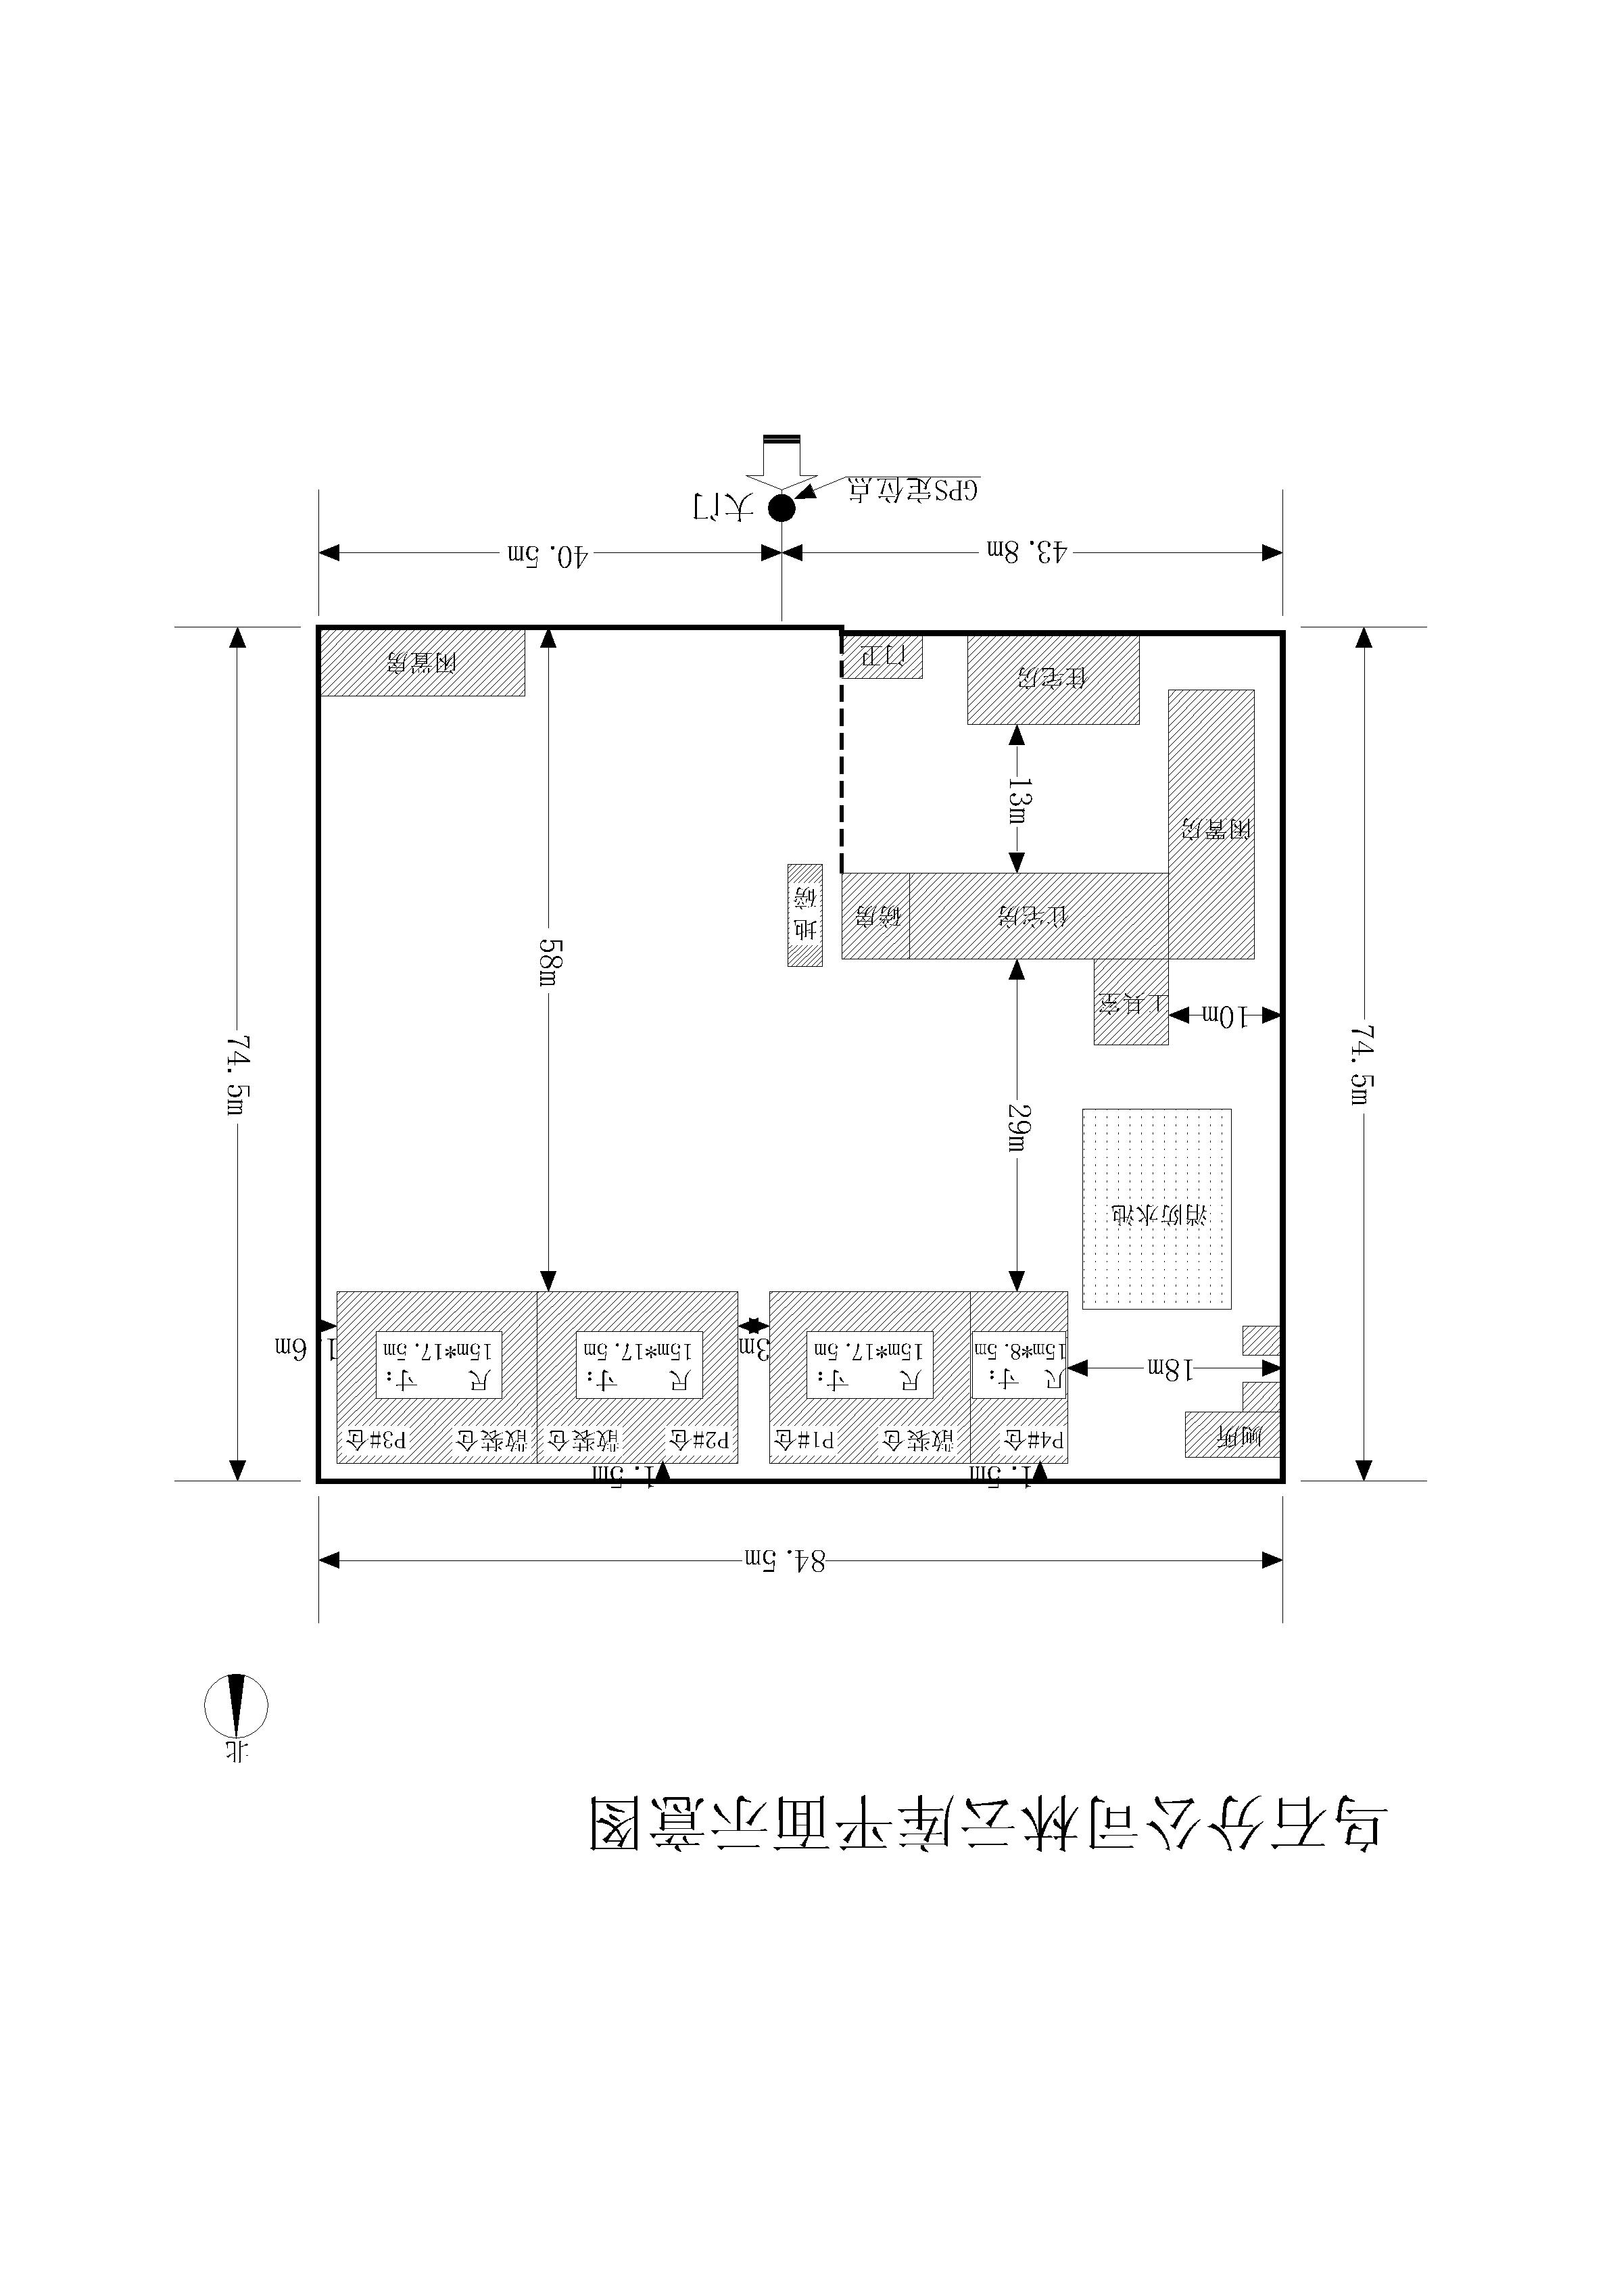 乌石分公司林云库平面示意图
北
84.5m
1.5m
1.5m
厕所
P4#仓
散装仓
P1#仓
P2#仓
散装仓
散装仓
P3#仓
尺 寸：
15m*8.5m
尺 寸：
15m*17.5m
尺 寸：
15m*17.5m
尺 寸：
15m*17.5m
18m
3m
1.6m
消防水池
29m
74.5m
74.5m
10m
工具室
58m
住宅房
磅房
地磅
闲置房
13m
住宅房
门卫
闲置房
43.8m
40.5m
大门
GPS定位点